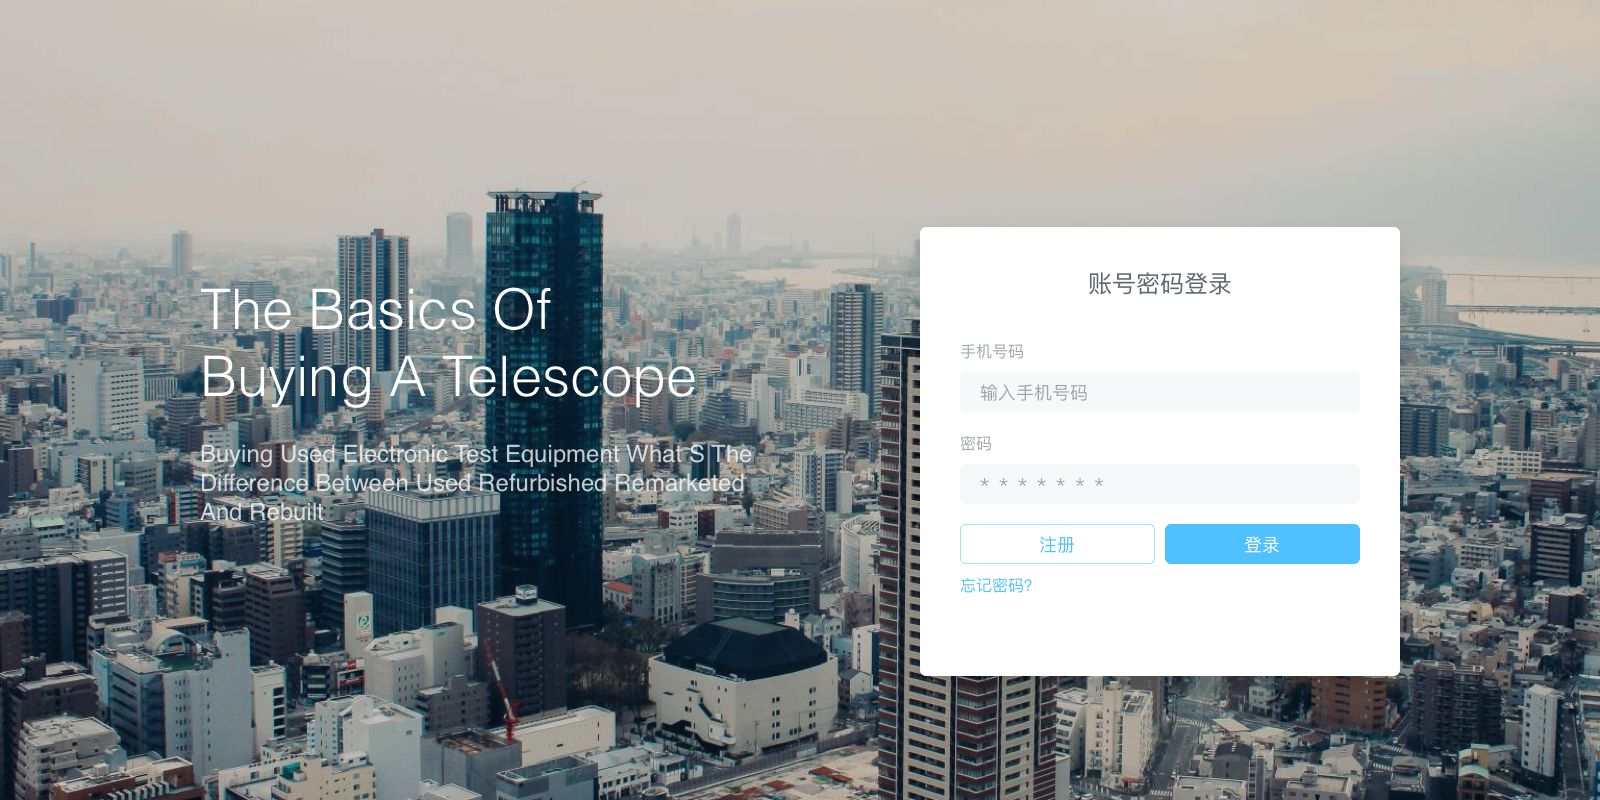 The Basics Of
Buying A Telescope
Buying Used Electronic Test Equipment What S The
Difference Between Used Refurbished Remarketed
And Rebuilt
账号密码登录
手机号码
输入手机号码
密码
* * * * * * *
注册
登录
忘记密码?